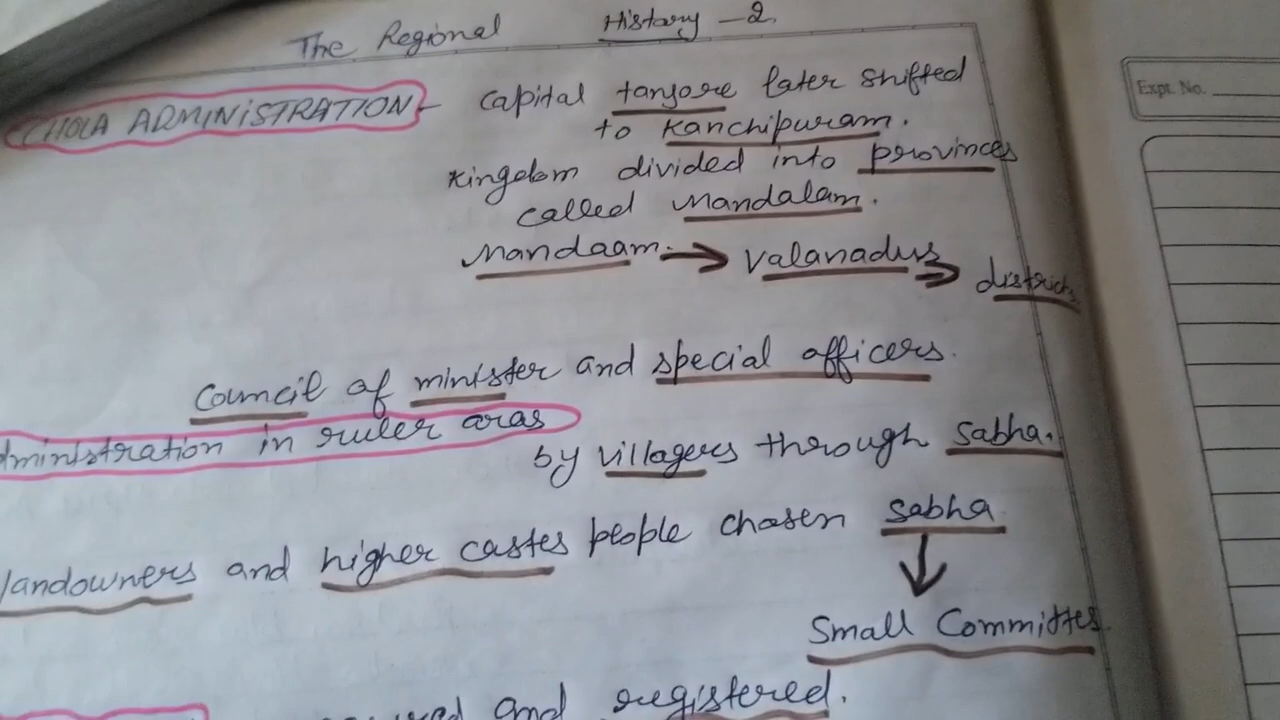 The Regional History - 2
CHOLA ADMINISTRATION - Capital tanjore later shifted
to Kanchipuram.
Kingdom divided into provinces
called Mandalam.
Mandaam. → Valanadus → districts
Council of minister and special officers.
dministration in ruler aras
by villagers through sabha.
landowners and higher castes people chosen sabha
↓
Small Committes
and registered.
Expt. No.